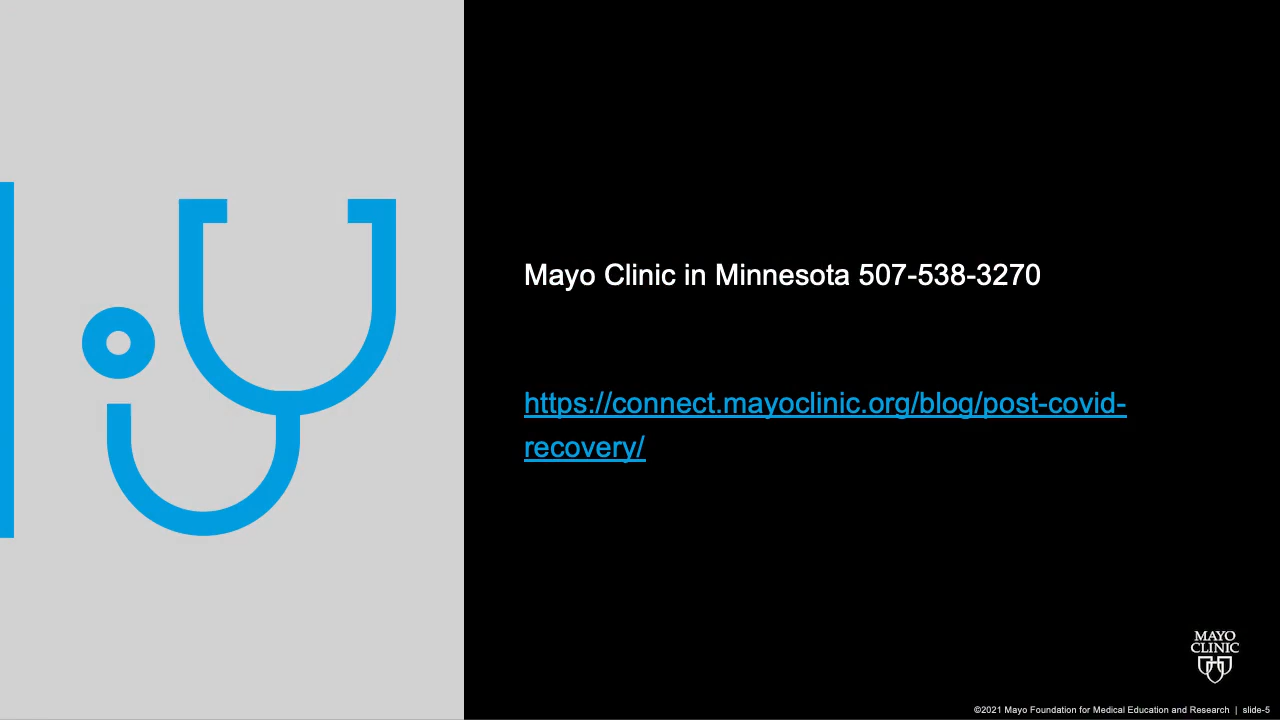 Mayo Clinic in Minnesota 507-538-3270
https://connect.mayoclinic.org/blog/post-covid-
recovery/
MAYO
CLINIC
©2021 Mayo Foundation for Medical Education and Research | slide-5